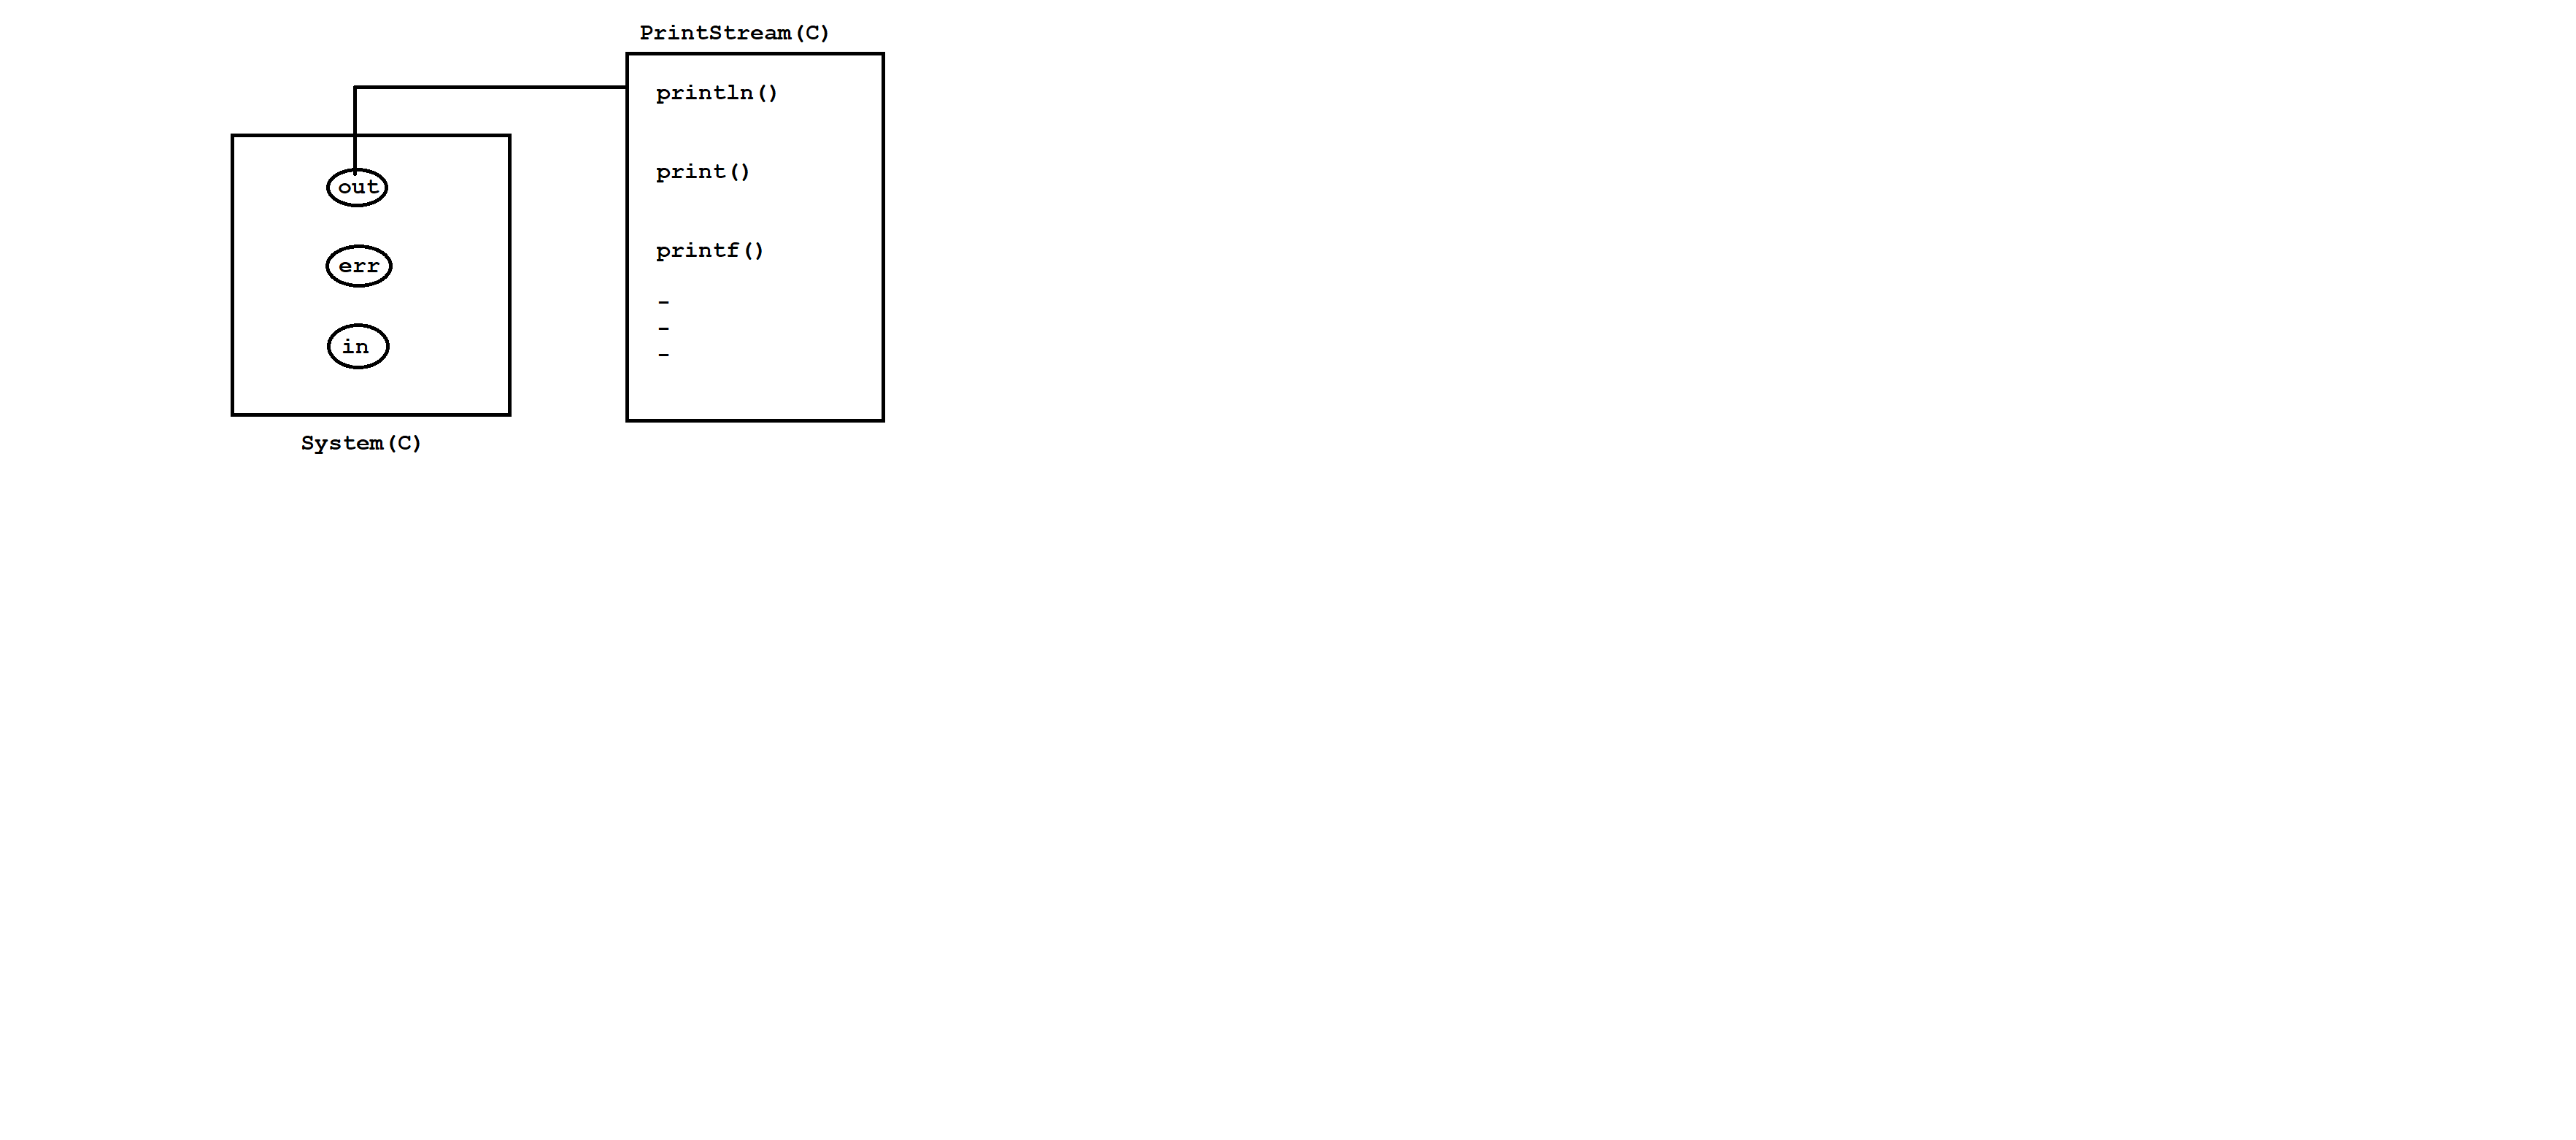 PrintStream(C)
println()
print()
printf()
-
-
-
out
err
in
System(C)